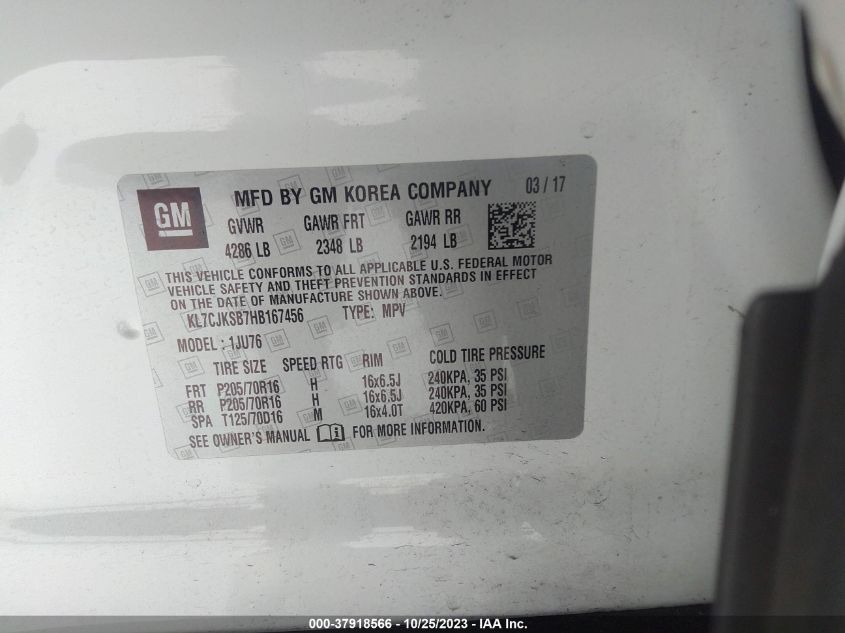 GM
MFD BY GM KOREA COMPANY 03 / 17
GVWR GAWR FRT GAWR RR
4286 LB 2348 LB 2194 LB
THIS VEHICLE CONFORMS TO ALL APPLICABLE U.S. FEDERAL MOTOR
VEHICLE SAFETY AND THEFT PREVENTION STANDARDS IN EFFECT
ON THE DATE OF MANUFACTURE SHOWN ABOVE.
KL7CJKSB7HB167456 TYPE: MPV
MODEL : 1JU76
TIRE SIZE SPEED RTG RIM COLD TIRE PRESSURE
FRT P205/70R16 H 16x6.5J 240KPA, 35 PSI
RR P205/70R16 H 16x6.5J 240KPA, 35 PSI
SPA T125/70D16 M 16x4.0T 420KPA, 60 PSI
SEE OWNER'S MANUAL FOR MORE INFORMATION.
000-37918566 - 10/25/2023 - IAA Inc.